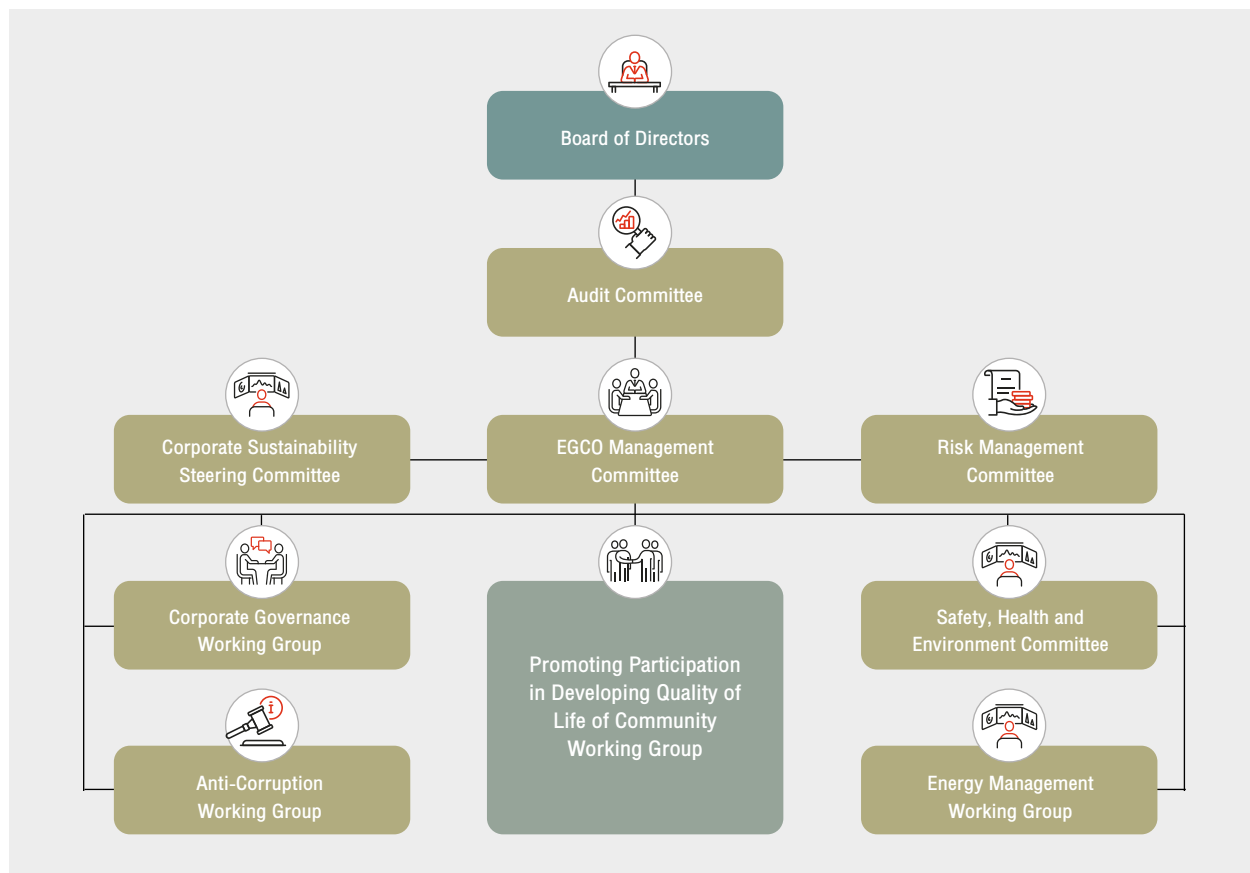 Board of Directors
Audit Committee
Corporate Sustainability
Steering Committee
EGCO Management
Committee
Risk Management
Committee
Corporate Governance
Working Group
Promoting Participation
in Developing Quality of
Life of Community
Working Group
Safety, Health and
Environment Committee
Anti-Corruption
Working Group
Energy Management
Working Group